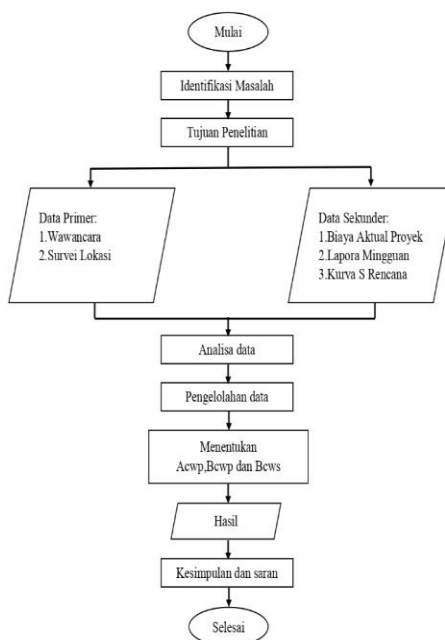 Mulai
Identifikasi Masalah
Tujuan Penelitian
Data Primer:
1.Wawancara
2.Survei Lokasi
Data Sekunder:
1.Biaya Aktual Proyek
2.Lapora Mingguan
3.Kurva S Rencana
Analisa data
Pengelolahan data
Menentukan
Acwp,Bcwp dan Bcws
Hasil
Kesimpulan dan saran
Selesai